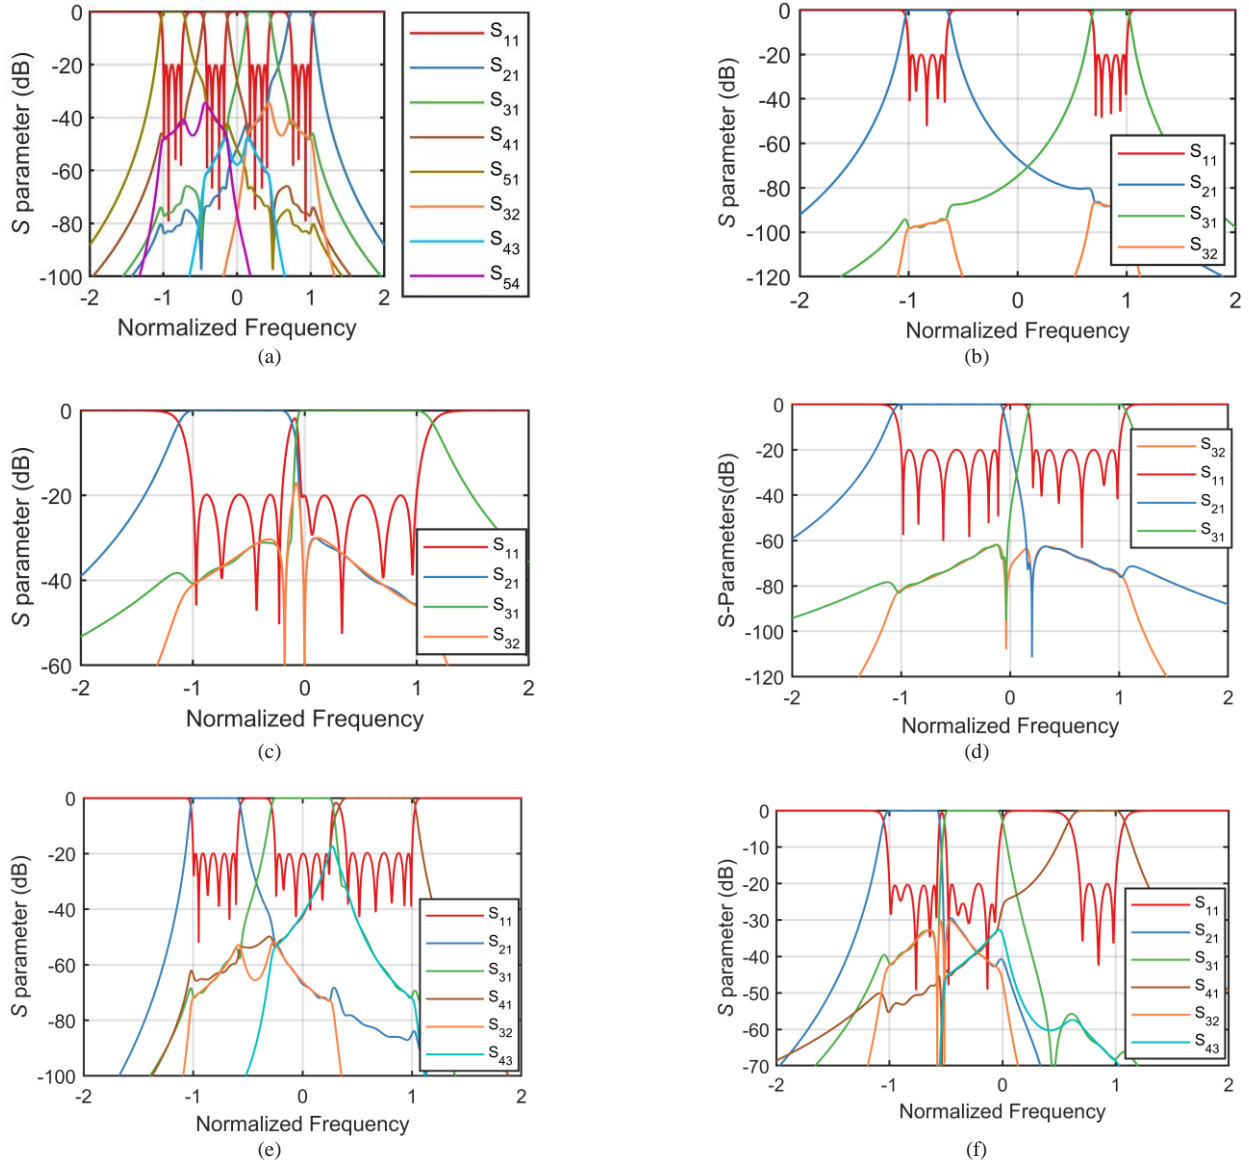 0
-20
-40
-60
-80
-100
-2 -1 0 1 2
S parameter (dB)
Normalized Frequency
S11
S21
S31
S41
S51
S32
S43
S54
(a)
0
-20
-40
-60
-80
-100
-120
-2 -1 0 1 2
S parameter (dB)
Normalized Frequency
S11
S21
S31
S32
(b)
0
-20
-40
-60
-2 -1 0 1 2
S parameter (dB)
Normalized Frequency
S11
S21
S31
S32
(c)
0
-20
-40
-60
-80
-100
-120
-2 -1 0 1 2
S-Parameters(dB)
Normalized Frequency
S32
S11
S21
S31
(d)
0
-20
-40
-60
-80
-100
-2 -1 0 1 2
S parameter (dB)
Normalized Frequency
S11
S21
S31
S41
S32
S43
(e)
0
-10
-20
-30
-40
-50
-60
-70
-2 -1 0 1 2
S parameter (dB)
Normalized Frequency
S11
S21
S31
S41
S32
S43
(f)